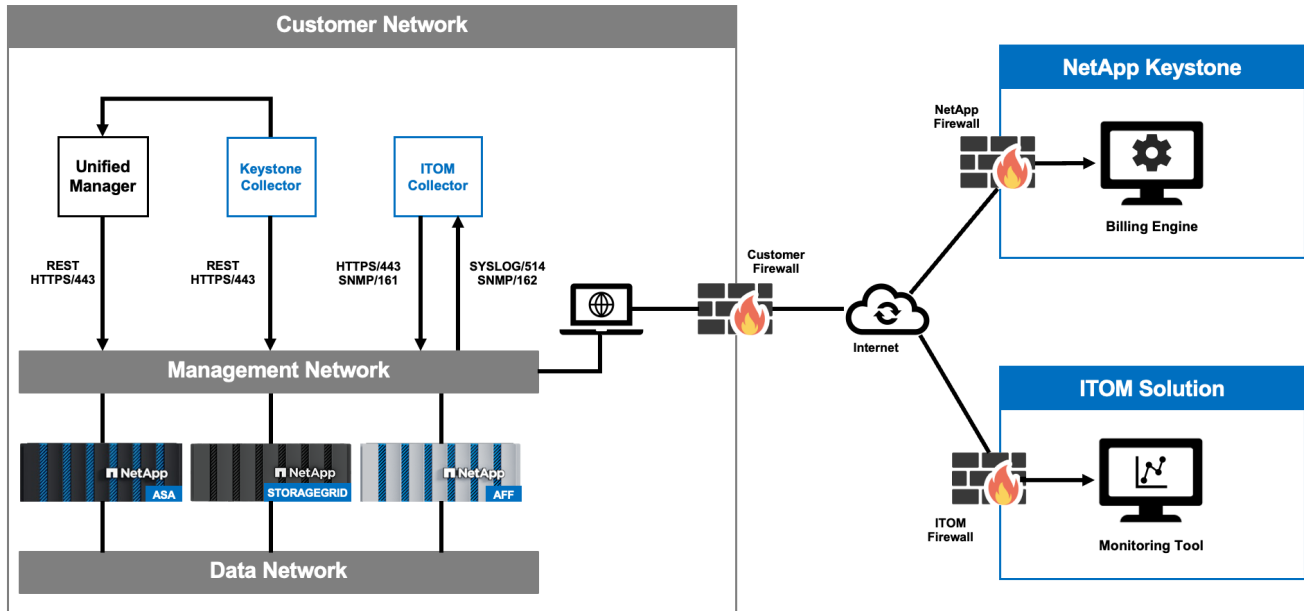 Customer Network
Unified
Manager
Keystone
Collector
ITOM
Collector
REST
HTTPS/443
REST
HTTPS/443
HTTPS/443
SNMP/161
SYSLOG/514
SNMP/162
Management Network
NetApp
ASA
NetApp
STORAGEGRID
NetApp
AFF
Data Network
Customer
Firewall
Internet
NetApp
Firewall
NetApp Keystone
Billing Engine
ITOM Solution
ITOM
Firewall
Monitoring Tool